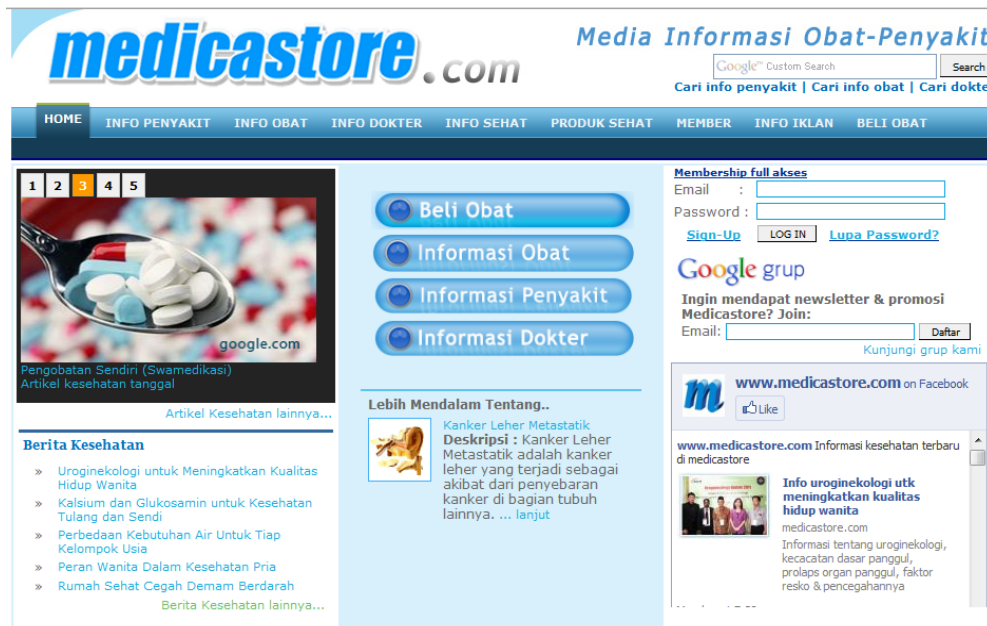 medicastore.com
Media Informasi Obat-Penyakit
Google™ Custom Search
Search
Cari info penyakit | Cari info obat | Cari dokte
HOME INFO PENYAKIT INFO OBAT INFO DOKTER INFO SEHAT PRODUK SEHAT MEMBER INFO IKLAN BELI OBAT
1 2 3 4 5
google.com
Pengobatan Sendiri (Swamedikasi)
Artikel kesehatan tanggal
Artikel Kesehatan lainnya...
Berita Kesehatan
» Uroginekologi untuk Meningkatkan Kualitas
Hidup Wanita
» Kalsium dan Glukosamin untuk Kesehatan
Tulang dan Sendi
» Perbedaan Kebutuhan Air Untuk Tiap
Kelompok Usia
» Peran Wanita Dalam Kesehatan Pria
» Rumah Sehat Cegah Demam Berdarah
Berita Kesehatan lainnya...
Beli Obat
Informasi Obat
Informasi Penyakit
Informasi Dokter
Lebih Mendalam Tentang..
Kanker Leher Metastatik
Deskripsi : Kanker Leher
Metastatik adalah kanker
leher yang terjadi sebagai
akibat dari penyebaran
kanker di bagian tubuh
lainnya. ... lanjut
Membership full akses
Email :
Password :
Sign-Up LOG IN Lupa Password?
Google grup
Ingin mendapat newsletter & promosi
Medicastore? Join:
Email: Daftar
Kunjungi grup kami
m
www.medicastore.com on Facebook
Like
www.medicastore.com Informasi kesehatan terbaru
di medicastore
Info uroginekologi utk
meningkatkan kualitas
hidup wanita
medicastore.com
Informasi tentang uroginekologi,
kecacatan dasar panggul,
prolaps organ panggul, faktor
resiko & pencegahannya